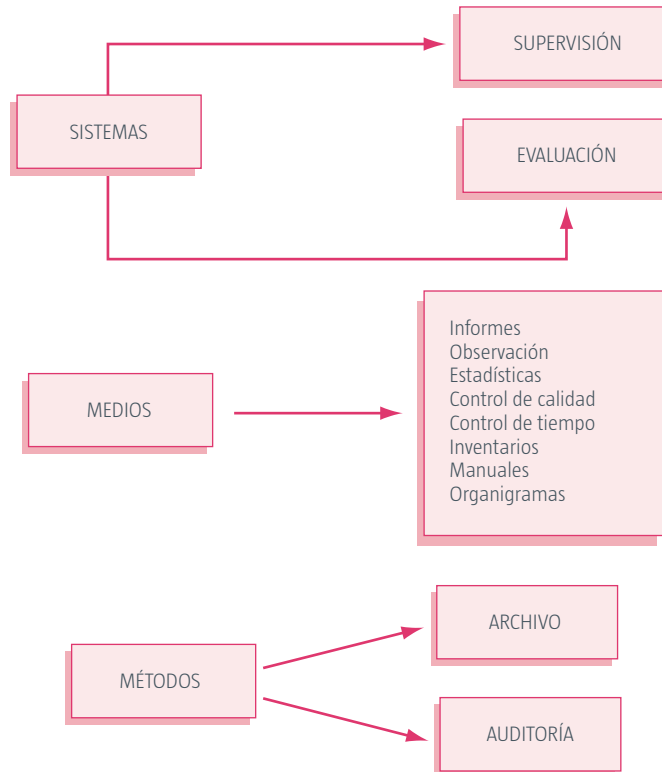 SUPERVISIÓN
SISTEMAS
EVALUACIÓN
MEDIOS
Informes
Observación
Estadísticas
Control de calidad
Control de tiempo
Inventarios
Manuales
Organigramas
MÉTODOS
ARCHIVO
AUDITORÍA